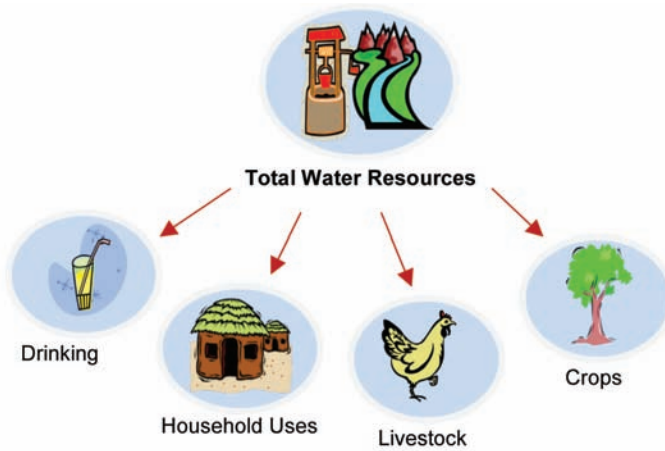 Total Water Resources
Drinking
Household Uses
Livestock
Crops